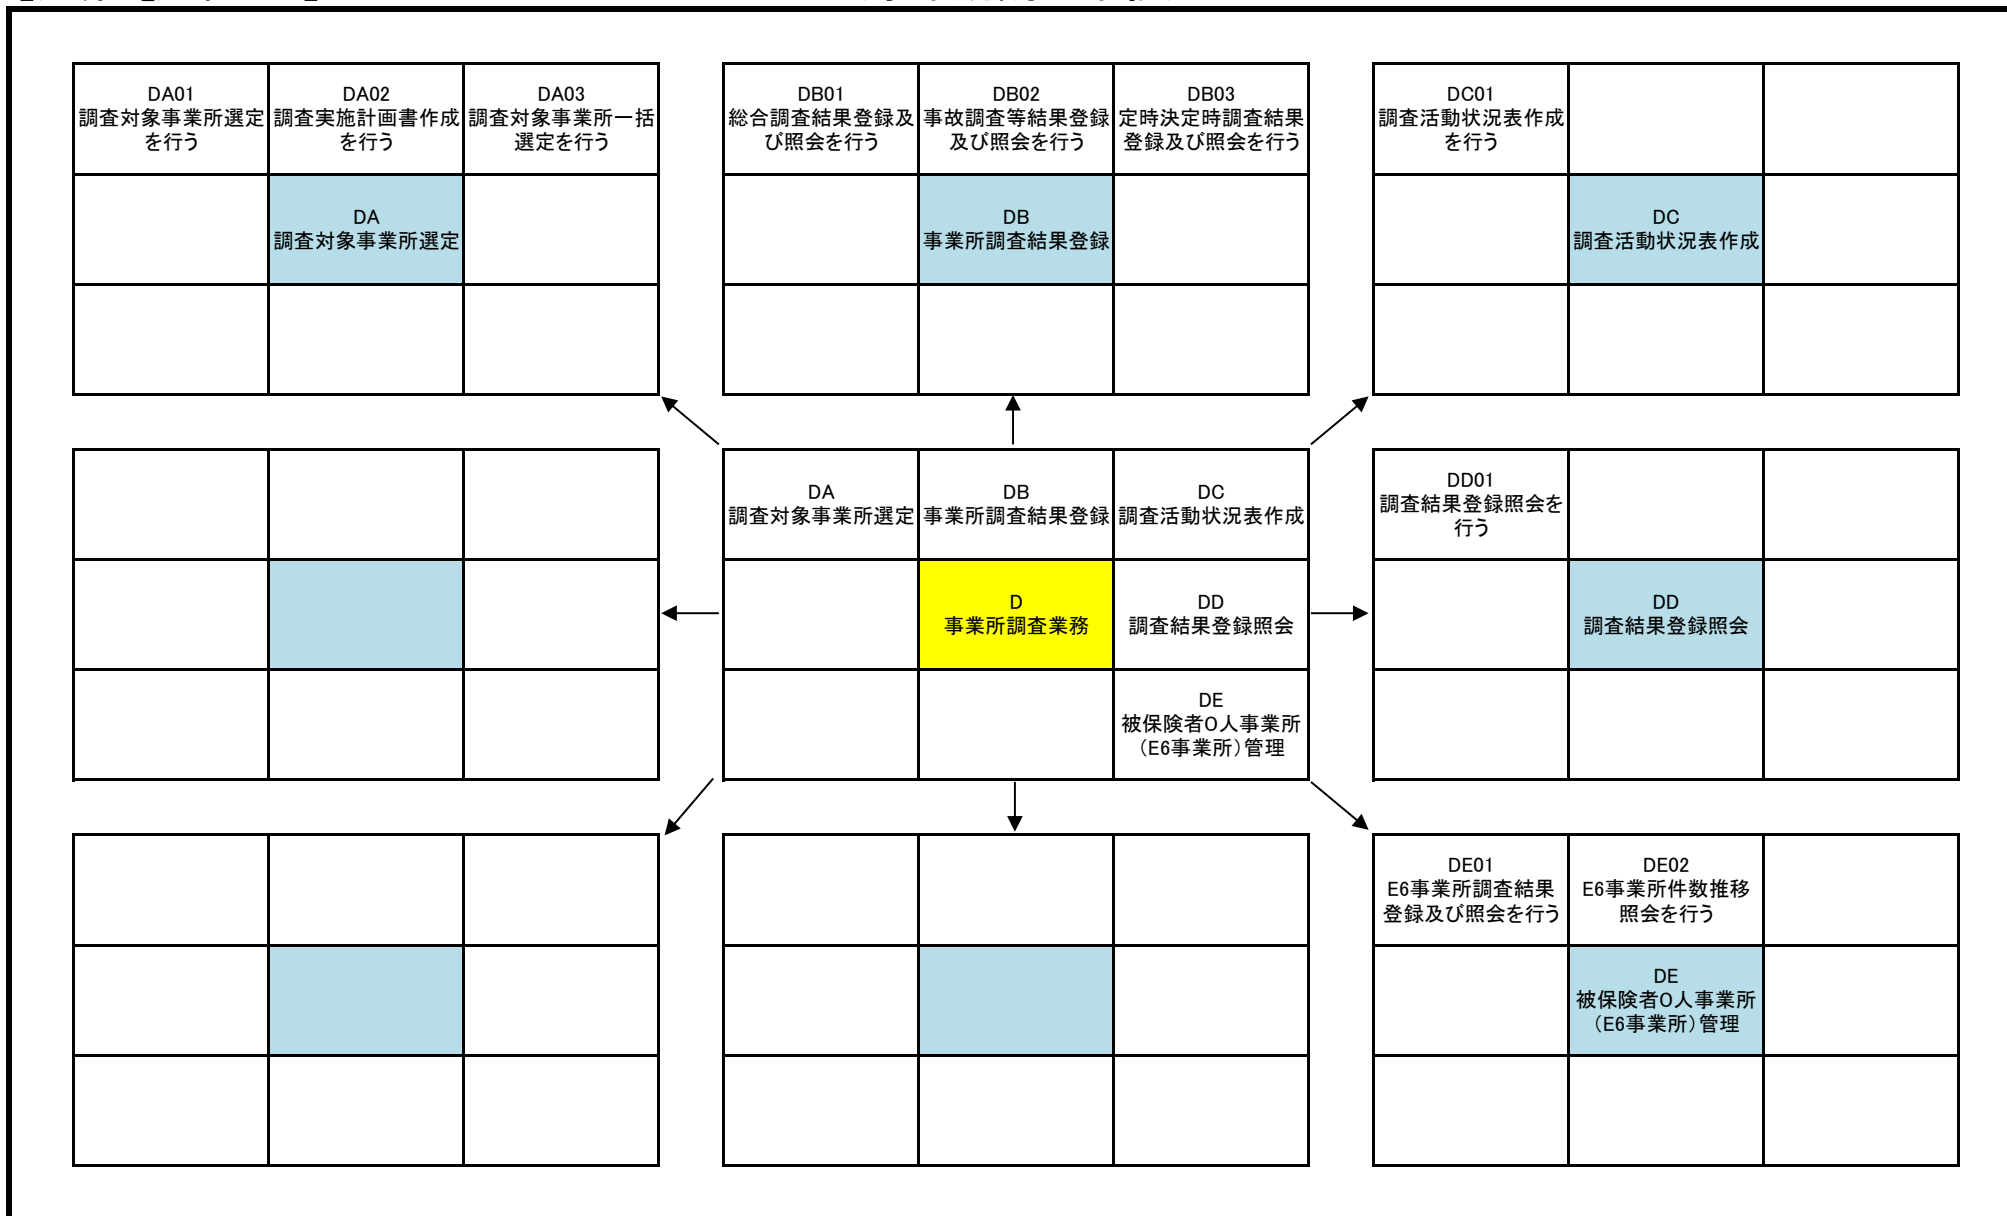 DA01
調査対象事業所選定
を行う
DA02
調査実施計画書作成
を行う
DA03
調査対象事業所一括
選定を行う
DA
調査対象事業所選定
DB01
総合調査結果登録及
び照会を行う
DB02
事故調査等結果登録
及び照会を行う
DB03
定時決定時調査結果
登録及び照会を行う
DB
事業所調査結果登録
DC01
調査活動状況表作成
を行う
DC
調査活動状況表作成
DA
調査対象事業所選定
DB
事業所調査結果登録
DC
調査活動状況表作成
D
事業所調査業務
DD
調査結果登録照会
DE
被保険者0人事業所
（E6事業所）管理
DD01
調査結果登録照会を
行う
DD
調査結果登録照会
DE01
E6事業所調査結果
登録及び照会を行う
DE02
E6事業所件数推移
照会を行う
DE
被保険者0人事業所
（E6事業所）管理